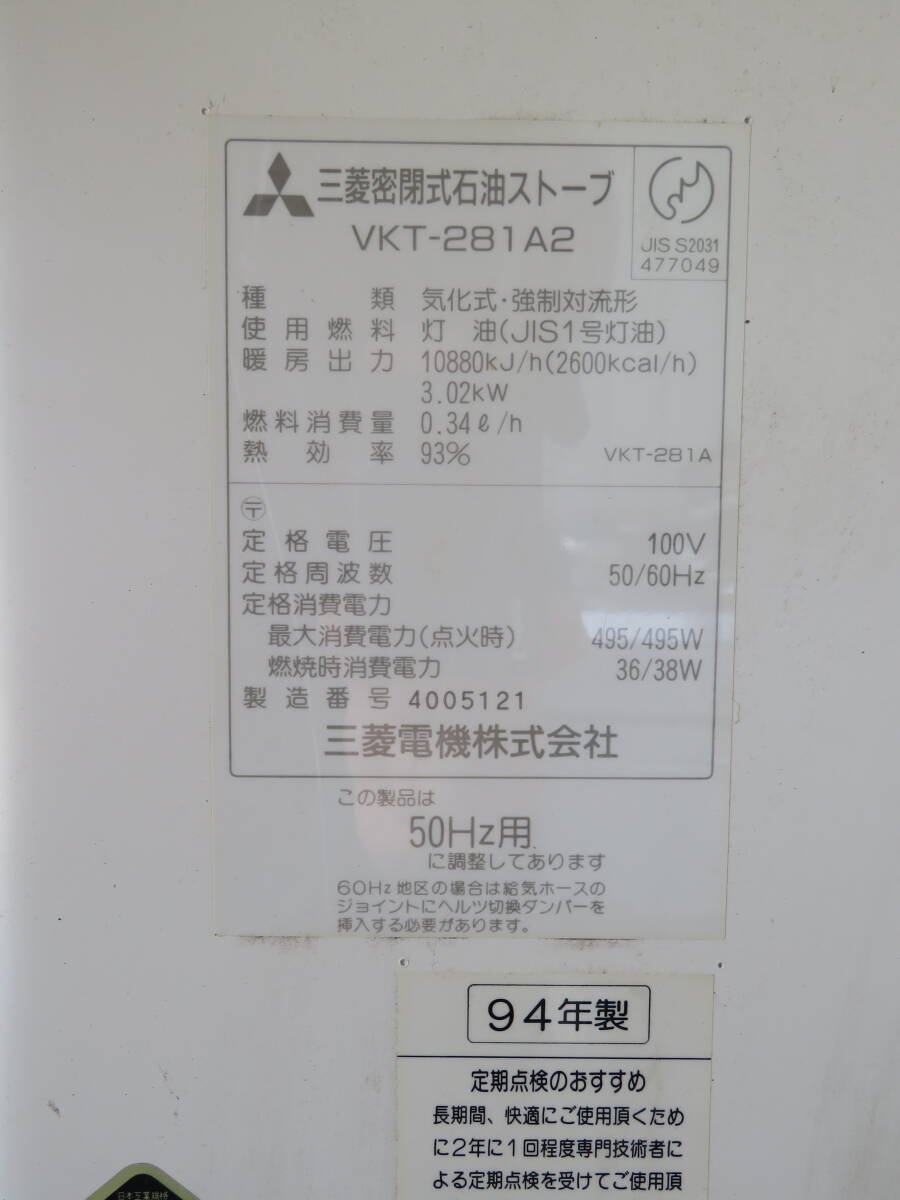 三菱密閉式石油ストーブ
VKT-281A2
JIS S2031
477049
種類 気化式・強制対流形
使用燃料 灯油(JIS1号灯油)
暖房出力 10880kJ/h(2600kcal/h)
3.02kW
燃料消費量 0.34ℓ/h
熱効率 93%
VKT-281A
〶
定格電圧 100V
定格周波数 50/60Hz
定格消費電力
最大消費電力(点火時) 495/495W
燃焼時消費電力 36/38W
製造番号 4005121
三菱電機株式会社
この製品は
50Hz用
に調整してあります
60Hz地区の場合は給気ホースの
ジョイントにヘルツ切換ダンパーを
挿入する必要があります。
94年製
定期点検のおすすめ
長期間、快適にご使用頂くため
に2年に1回程度専門技術者に
よる定期点検を受けてご使用頂